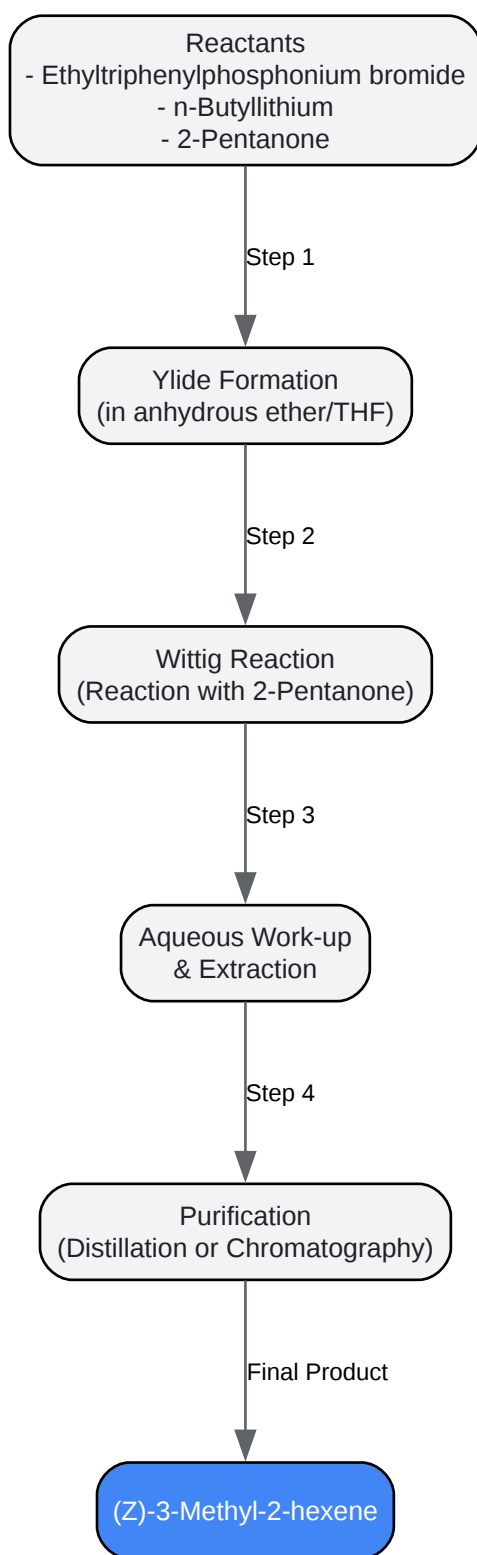 Reactants
- Ethyltriphenylphosphonium bromide
- n-Butyllithium
- 2-Pentanone
Step 1
Ylide Formation
(in anhydrous ether/THF)
Step 2
Wittig Reaction
(Reaction with 2-Pentanone)
Step 3
Aqueous Work-up
& Extraction
Step 4
Purification
(Distillation or Chromatography)
Final Product
(Z)-3-Methyl-2-hexene